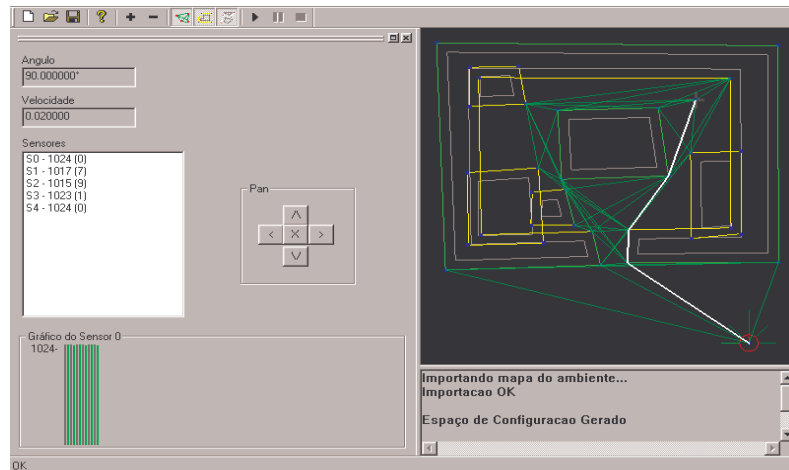 Angulo
90.000000°
Velocidade
0.020000
Sensores
S0 - 1024 (0)
S1 - 1017 (7)
S2 - 1015 (9)
S3 - 1023 (1)
S4 - 1024 (0)
Pan
< X >
Gráfico do Sensor 0
1024-
Importando mapa do ambiente...
Importacao OK
Espaço de Configuracao Gerado
OK